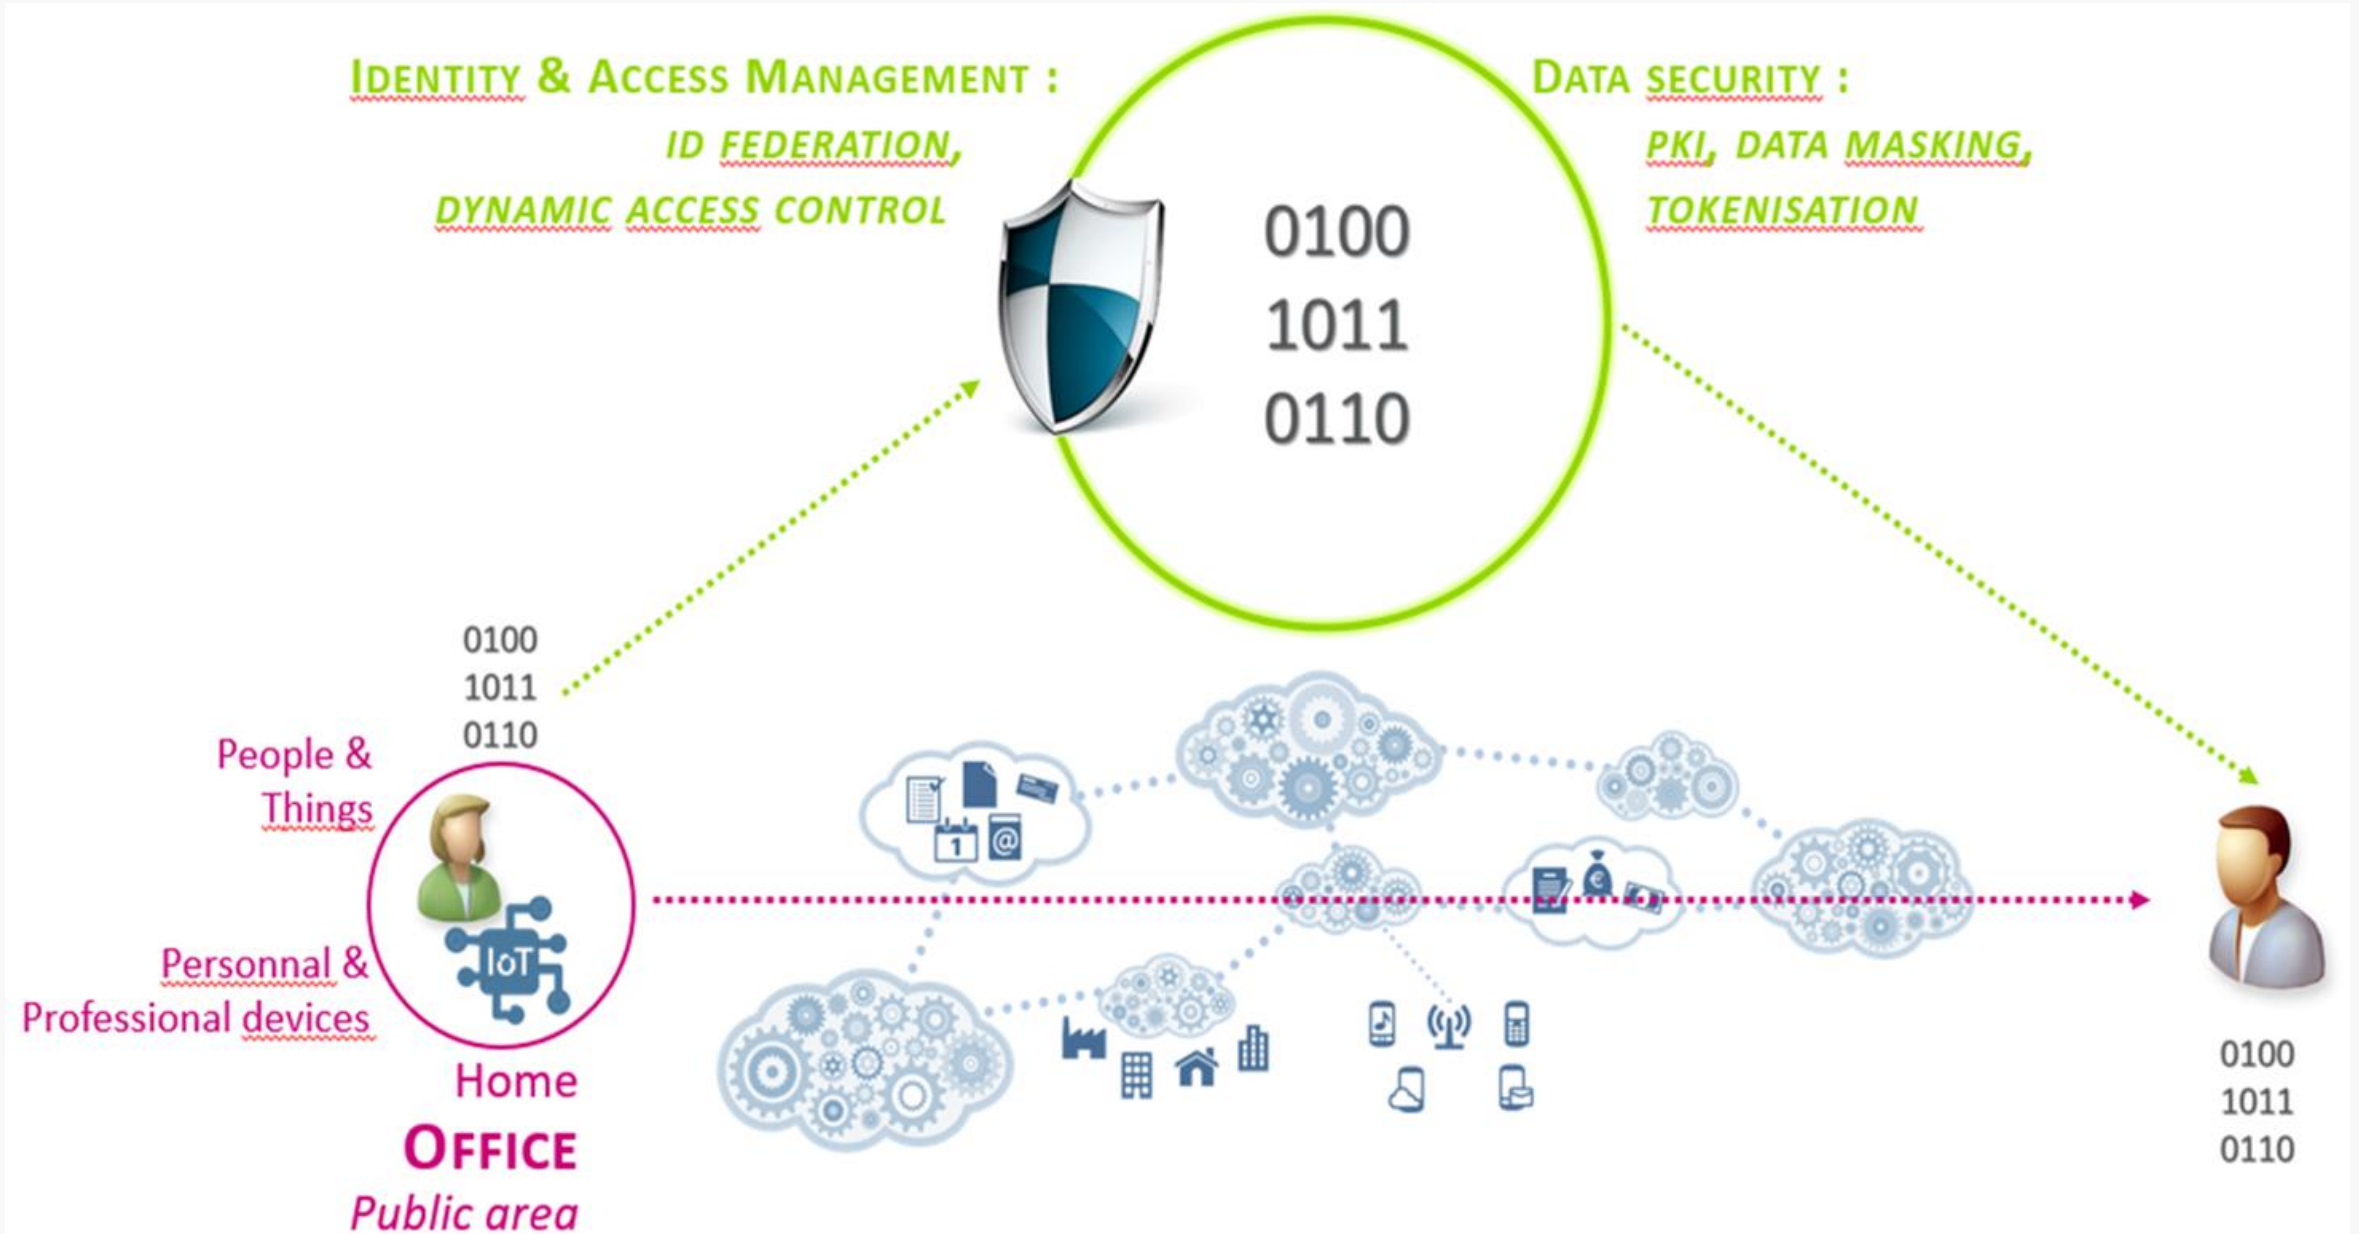 IDENTITY & ACCESS MANAGEMENT :
ID FEDERATION,
DYNAMIC ACCESS CONTROL
DATA SECURITY :
PKI, DATA MASKING,
TOKENISATION
0100
1011
0110
0100
1011
0110
People &
Things
Personnal &
Professional devices
IoT
Home
OFFICE
Public area
1
@
€
0100
1011
0110